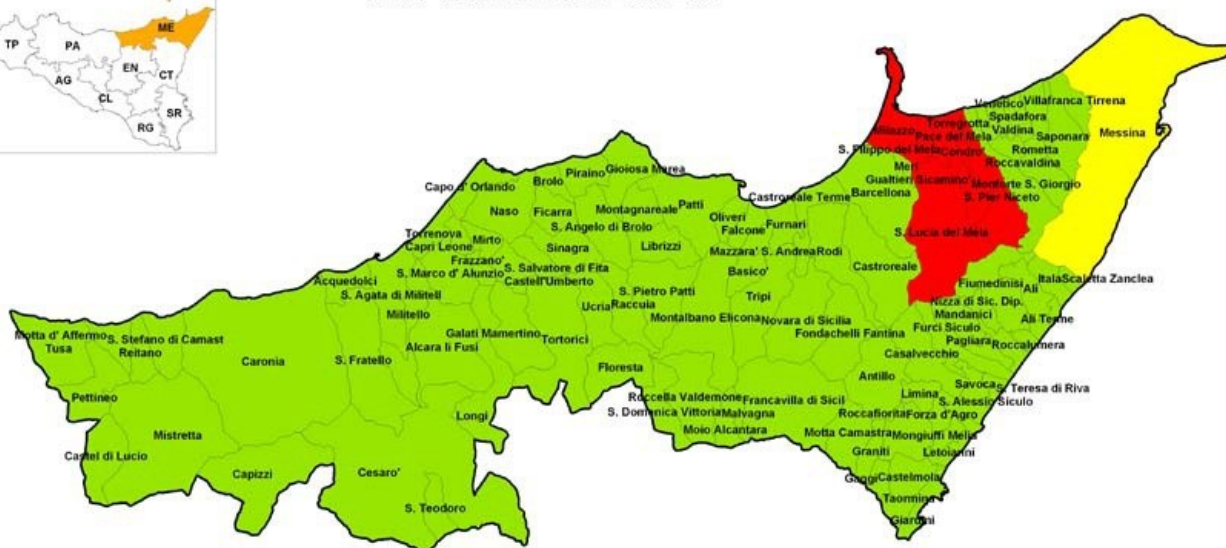 ME
TP
PA
EN
AG
CT
CL
SR
RG
Venetico
Villafranca Tirrena
Spadafora
Torregrotta
Valdina
Messina
Milazzo
Pace del Mela
Saponara
S. Filippo del Mela
Condro'
Rometta
Roccavaldina
Meri
Gualtieri Sicamino'
Monforte S. Giorgio
Barcellona
S. Pier Niceto
Castroreale Terme
S. Lucia del Mela
Gioiosa Marea
Piraino
Brolo
Capo d' Orlando
Patti
Montagnareale
Naso
Ficarra
Oliveri
Falcone
Furnari
S. Angelo di Brolo
Torrenova
Mirto
Capri Leone
Sinagra
Librizzi
Mazzara' S. Andrea
Rodi
Frazzano'
S. Salvatore di Fita
Basico'
Castroreale
S. Marco d' Alunzio
Castell'Umberto
Acquedolci
S. Agata di Militell
S. Pietro Patti
Tripi
Fiumedinisi
Ali
Itala
Scaletta Zanclea
Ucria
Raccuia
Nizza di Sic. Dip.
Militello
Montalbano Elicona
Novara di Sicilia
Mandanici
Ali Terme
Motta d' Affermo
S. Stefano di Camast
Galati Mamertino
Tortorici
Fondachelli Fantina
Furci Siculo
Pagliara
Roccalumera
Tusa
Reitano
Caronia
S. Fratello
Alcara li Fusi
Casalvecchio
Floresta
Antillo
Savoca
S. Teresa di Riva
Pettineo
Roccella Valdemone
Francavilla di Sicil
Limina
S. Alessio Siculo
Longi
S. Domenica Vittoria
Malvagna
Roccafiorita
Forza d'Agro
Mistretta
Moio Alcantara
Motta Camastra
Mongiuffi Melia
Castel di Lucio
Graniti
Letoianni
Capizzi
Cesaro'
Gaggi
Castelmola
Taormina
S. Teodoro
Giardini